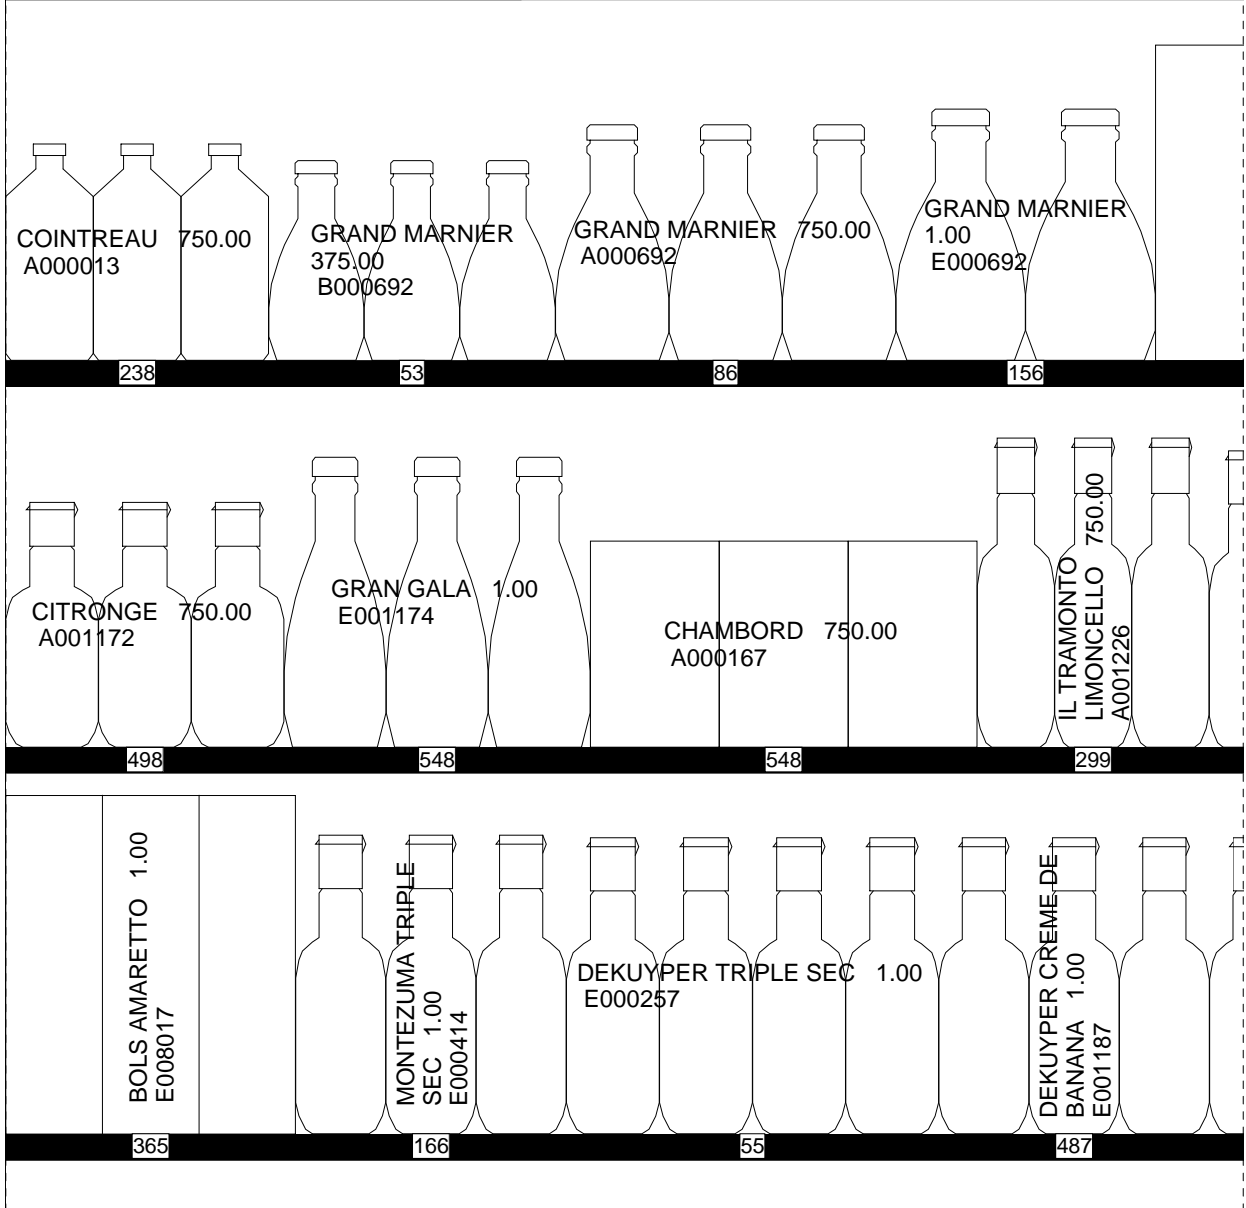 COINTREAU 750.00
A000013
GRAND MARNIER
375.00
B000692
GRAND MARNIER 750.00
A000692
GRAND MARNIER
1.00
E000692
238
53
86
156
CITRONGE 750.00
A001172
GRAN GALA 1.00
E001174
CHAMBORD 750.00
A000167
IL TRAMONTO
LIMONCELLO 750.00
A001226
498
548
548
299
BOLS AMARETTO 1.00
E008017
MONTEZUMA TRIPLE
SEC 1.00
E000414
DEKUYPER TRIPLE SEC 1.00
E000257
DEKUYPER CREME DE
BANANA 1.00
E001187
365
166
55
487